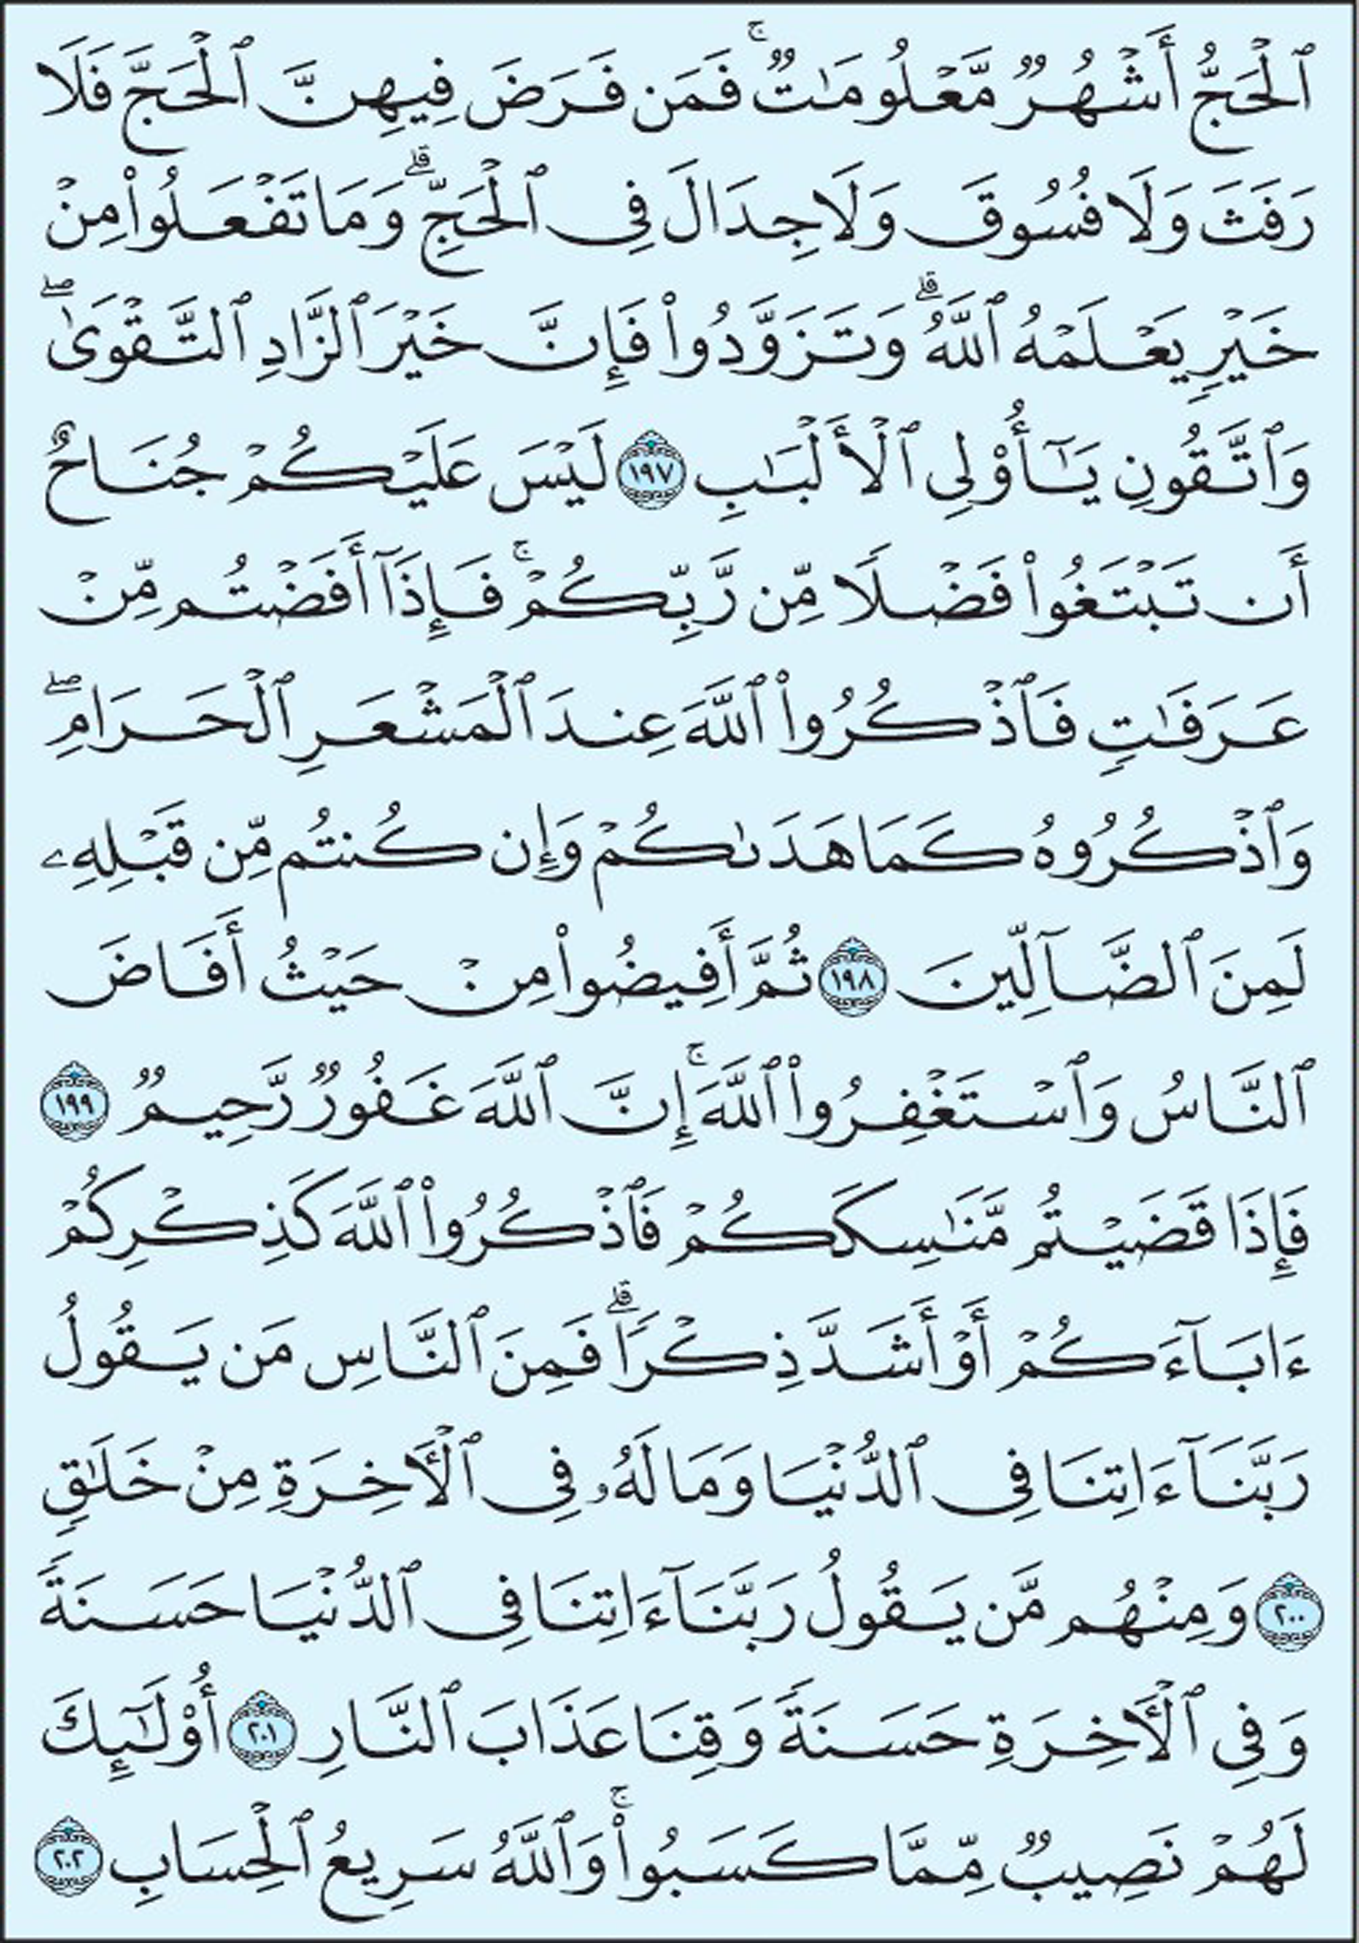 ٱلْحَجُّ أَشْهُرٌ مَّعْلُومَٰتٌ ۚ فَمَن فَرَضَ فِيهِنَّ ٱلْحَجَّ فَلَا
رَفَثَ وَلَا فُسُوقَ وَلَا جِدَالَ فِى ٱلْحَجِّ ۗ وَمَا تَفْعَلُوا۟ مِنْ
خَيْرٍ يَعْلَمْهُ ٱللَّهُ ۗ وَتَزَوَّدُوا۟ فَإِنَّ خَيْرَ ٱلزَّادِ ٱلتَّقْوَىٰ ۖ
وَٱتَّقُونِ يَـٰٓأُو۟لِى ٱلْأَلْبَٰبِ ١٩٧ لَيْسَ عَلَيْكُمْ جُنَاحٌ
أَن تَبْتَغُوا۟ فَضْلًا مِّن رَّبِّكُمْ ۚ فَإِذَآ أَفَضْتُم مِّنْ
عَرَفَٰتٍ فَٱذْكُرُوا۟ ٱللَّهَ عِندَ ٱلْمَشْعَرِ ٱلْحَرَامِ ۖ
وَٱذْكُرُوهُ كَمَا هَدَىٰكُمْ وَإِن كُنتُم مِّن قَبْلِهِۦ
لَمِنَ ٱلضَّآلِّينَ ١٩٨ ثُمَّ أَفِيضُوا۟ مِنْ حَيْثُ أَفَاضَ
ٱلنَّاسُ وَٱسْتَغْفِرُوا۟ ٱللَّهَ ۚ إِنَّ ٱللَّهَ غَفُورٌ رَّحِيمٌ ١٩٩
فَإِذَا قَضَيْتُم مَّنَٰسِكَكُمْ فَٱذْكُرُوا۟ ٱللَّهَ كَذِكْرِكُمْ
ءَابَآءَكُمْ أَوْ أَشَدَّ ذِكْرًا ۗ فَمِنَ ٱلنَّاسِ مَن يَقُولُ
رَبَّنَآ ءَاتِنَا فِى ٱلدُّنْيَا وَمَا لَهُۥ فِى ٱلْأَخِرَةِ مِنْ خَلَٰقٍ
٢٠٠ وَمِنْهُم مَّن يَقُولُ رَبَّنَآ ءَاتِنَا فِى ٱلدُّنْيَا حَسَنَةً
وَفِى ٱلْأَخِرَةِ حَسَنَةً وَقِنَا عَذَابَ ٱلنَّارِ ٢٠١ أُو۟لَـٰٓئِكَ
لَهُمْ نَصِيبٌ مِّمَّا كَسَبُوا۟ ۚ وَٱللَّهُ سَرِيعُ ٱلْحِسَابِ ٢٠٢